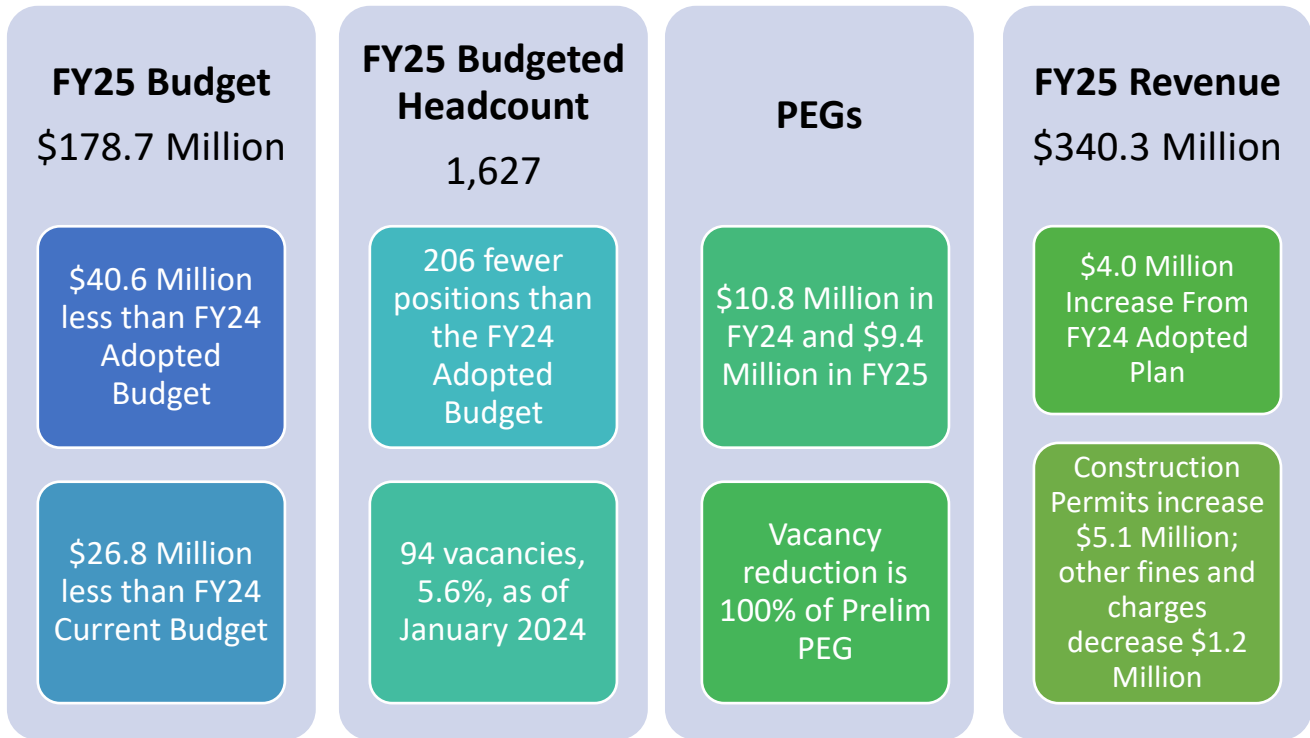 FY25 Budget
$178.7 Million
$40.6 Million
less than FY24
Adopted
Budget
$26.8 Million
less than FY24
Current Budget
FY25 Budgeted
Headcount
1,627
206 fewer
positions than
the FY24
Adopted
Budget
94 vacancies,
5.6%, as of
January 2024
PEGs
$10.8 Million in
FY24 and $9.4
Million in FY25
Vacancy
reduction is
100% of Prelim
PEG
FY25 Revenue
$340.3 Million
$4.0 Million
Increase From
FY24 Adopted
Plan
Construction
Permits increase
$5.1 Million;
other fines and
charges
decrease $1.2
Million